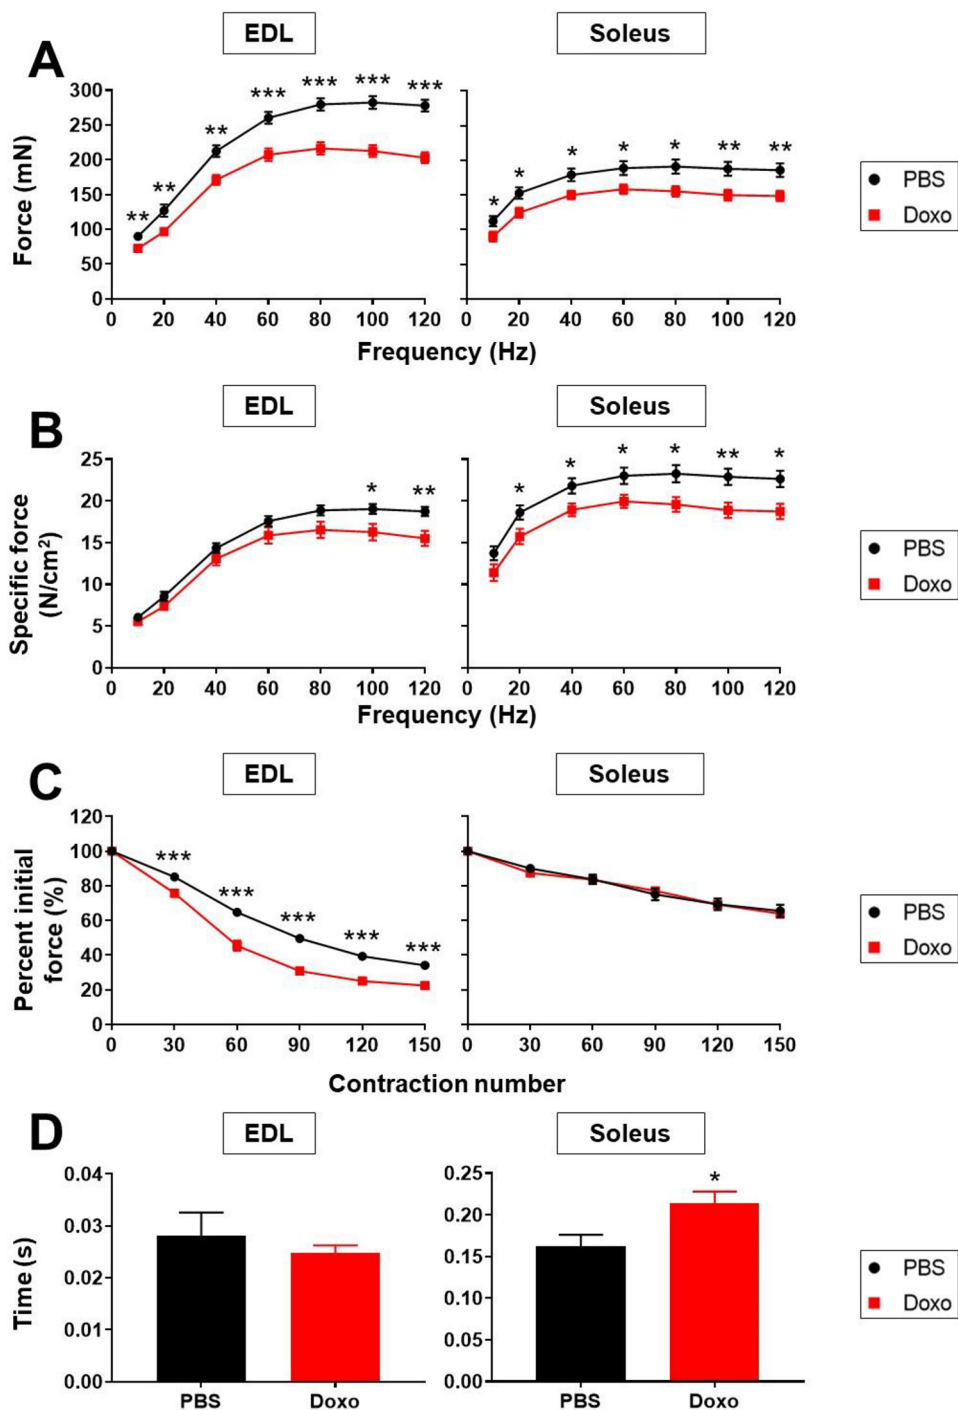 EDL
Soleus
A
Force (mN)
300
250
200
150
100
50
0
** ** ** *** *** *** ***
* * * * * ** **
0 20 40 60 80 100 120
0 20 40 60 80 100 120
Frequency (Hz)
PBS
Doxo
EDL
Soleus
B
Specific force
(N/cm²)
25
20
15
10
5
0
* **
* * * * ** *
0 20 40 60 80 100 120
0 20 40 60 80 100 120
Frequency (Hz)
PBS
Doxo
EDL
Soleus
C
Percent initial
force (%)
120
100
80
60
40
20
0
*** *** *** *** ***
0 30 60 90 120 150
0 30 60 90 120 150
Contraction number
PBS
Doxo
D
EDL
Soleus
Time (s)
0.04
0.03
0.02
0.01
0.00
PBS Doxo
0.25
0.20
0.15
0.10
0.05
0.00
*
PBS Doxo
PBS
Doxo